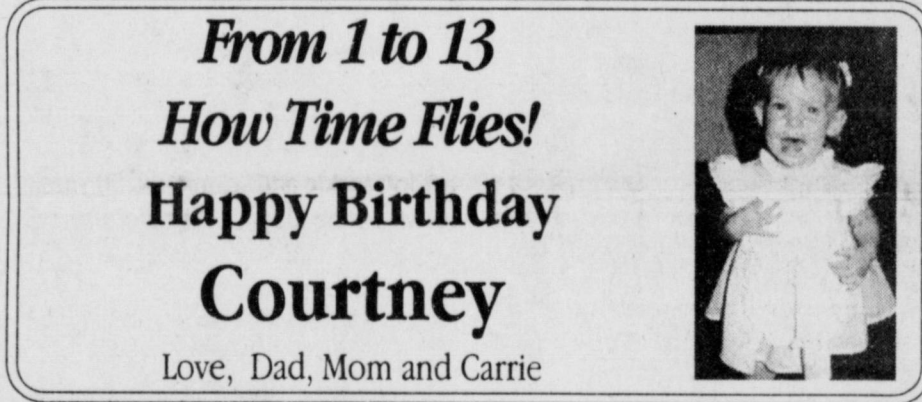 From 1 to 13
How Time Flies!
Happy Birthday
Courtney
Love, Dad, Mom and Carrie